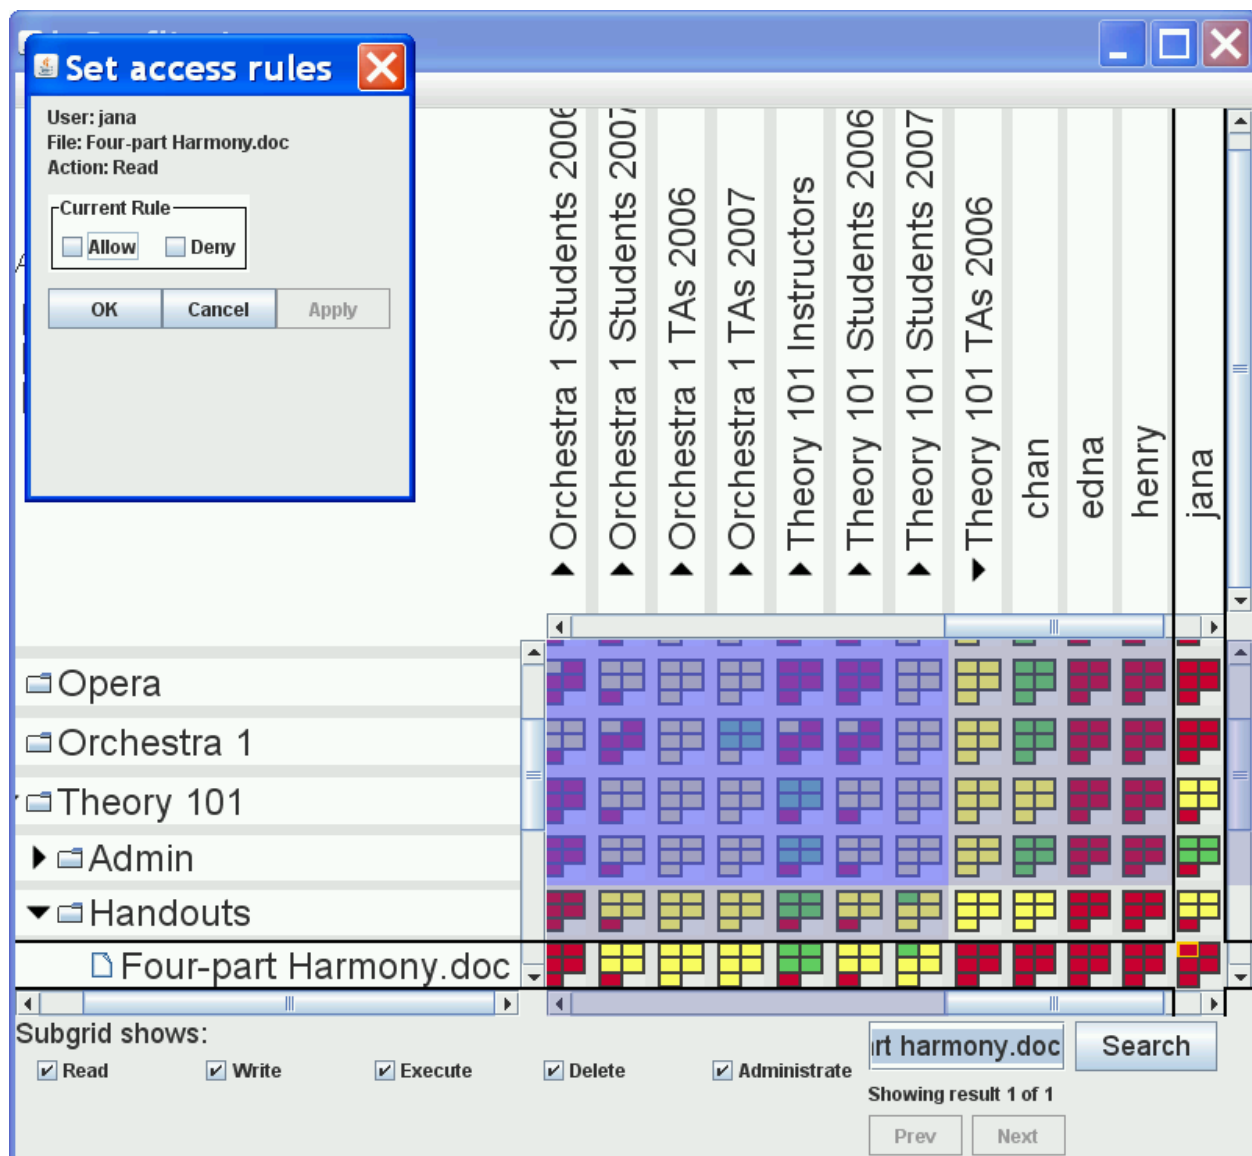 Set access rules
User: jana
File: Four-part Harmony.doc
Action: Read
Current Rule
Allow
Deny
OK
Cancel
Apply
Orchestra 1 Students 2006
Orchestra 1 Students 2007
Orchestra 1 TAs 2006
Orchestra 1 TAs 2007
Theory 101 Instructors
Theory 101 Students 2006
Theory 101 Students 2007
Theory 101 TAs 2006
chan
edna
henry
jana
Opera
Orchestra 1
Theory 101
Admin
Handouts
Four-part Harmony.doc
Subgrid shows:
Read
Write
Execute
Delete
Administrate
rt harmony.doc
Search
Showing result 1 of 1
Prev
Next